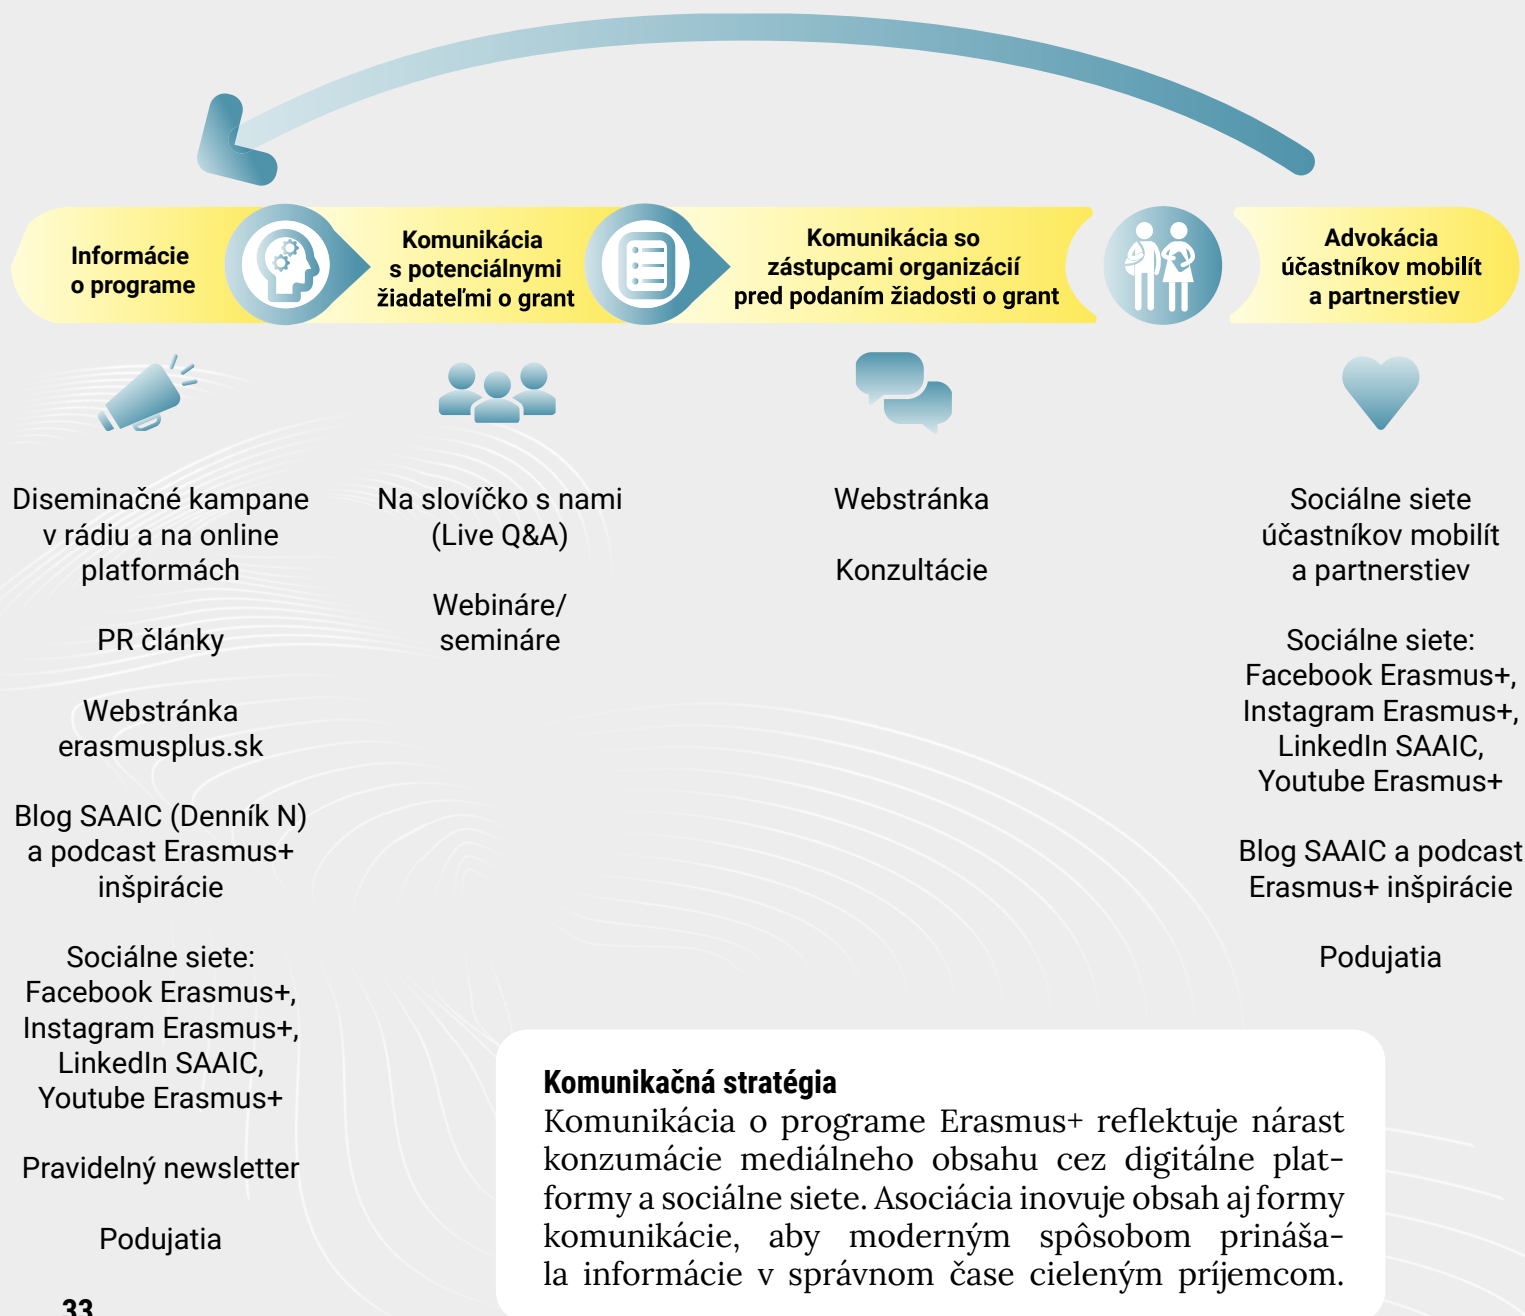 Informácie
o programe
Komunikácia
s potenciálnymi
žiadateľmi o grant
Komunikácia so
zástupcami organizácií
pred podaním žiadosti o grant
Advokácia
účastníkov mobilít
a partnerstiev
Diseminačné kampane
v rádiu a na online
platformách
PR články
Webstránka
erasmusplus.sk
Blog SAAIC (Denník N)
a podcast Erasmus+
inšpirácie
Sociálne siete:
Facebook Erasmus+,
Instagram Erasmus+,
LinkedIn SAAIC,
Youtube Erasmus+
Pravidelný newsletter
Podujatia
Na slovíčko s nami
(Live Q&A)
Webináre/
semináre
Webstránka
Konzultácie
Sociálne siete
účastníkov mobilít
a partnerstiev
Sociálne siete:
Facebook Erasmus+,
Instagram Erasmus+,
LinkedIn SAAIC,
Youtube Erasmus+
Blog SAAIC a podcast
Erasmus+ inšpirácie
Podujatia
Komunikačná stratégia
Komunikácia o programe Erasmus+ reflektuje nárast
konzumácie mediálneho obsahu cez digitálne plat-
formy a sociálne siete. Asociácia inovuje obsah aj formy
komunikácie, aby moderným spôsobom prináša-
la informácie v správnom čase cieleným príjemcom.
33